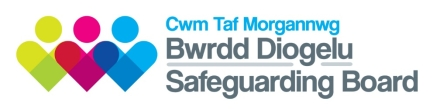 Cwm Taf Morgannwg
Bwrdd Diogelu
Safeguarding Board